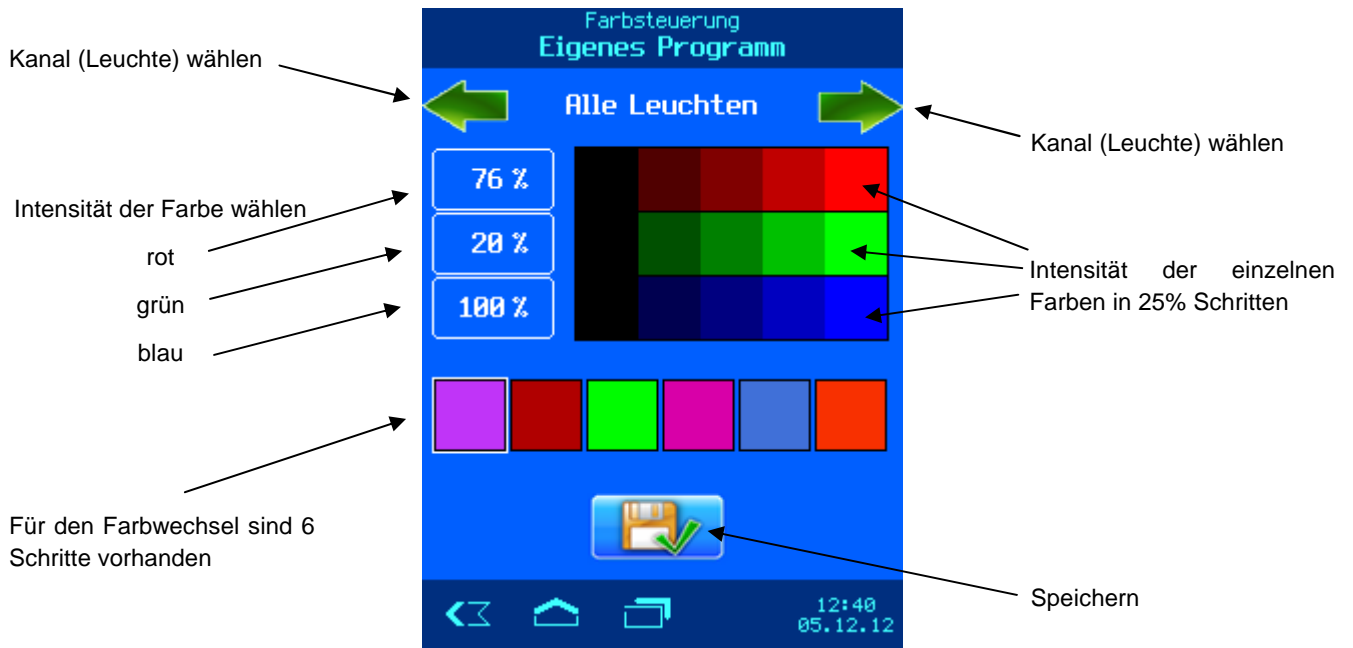 Farbsteuerung
Eigenes Programm
Kanal (Leuchte) wählen
Alle Leuchten
Kanal (Leuchte) wählen
76 %
Intensität der Farbe wählen
rot
20 %
grün
100 %
blau
Intensität der einzelnen
Farben in 25% Schritten
Für den Farbwechsel sind 6
Schritte vorhanden
Speichern
12:40
05.12.12